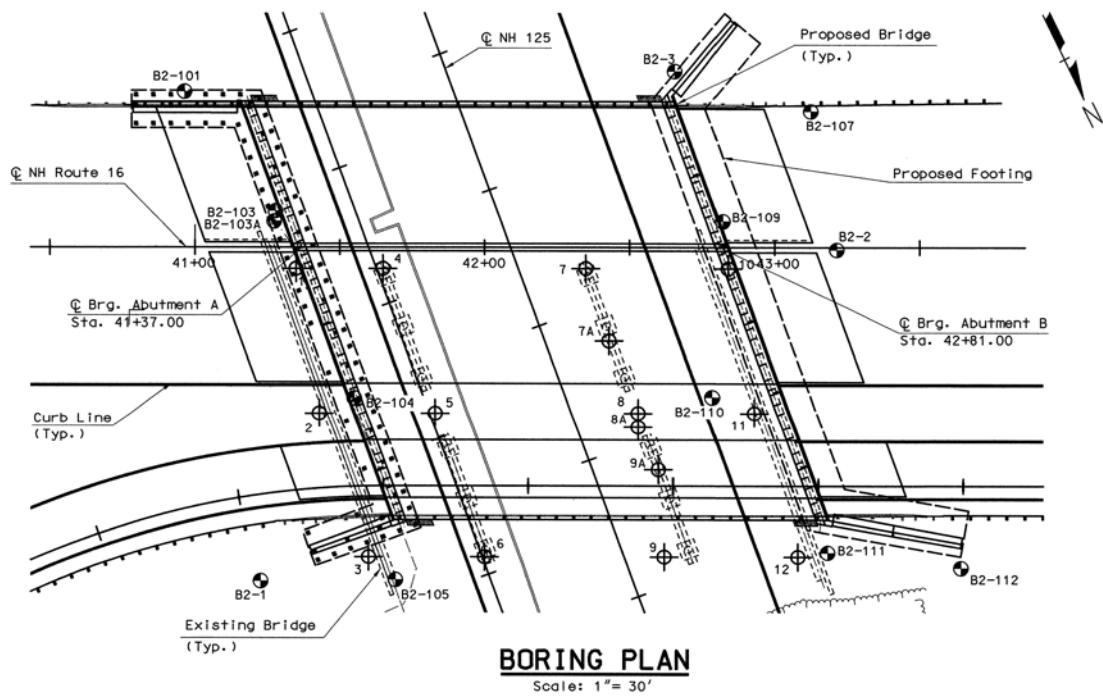 ℄ NH 125
Proposed Bridge
(Typ.)
B2-3
B2-101
B2-107
N
℄ NH Route 16
Proposed Footing
B2-103
B2-103A
B2-109
B2-2
41+00
42+00
43+00
4
7
10
℄ Brg. Abutment A
Sta. 41+37.00
℄ Brg. Abutment B
Sta. 42+81.00
7A
Curb Line
(Typ.)
B2-104
B2-110
2
5
8
8A
11
9A
3
6
9
12
B2-111
B2-112
B2-1
B2-105
Existing Bridge
(Typ.)
BORING PLAN
Scale: 1"= 30'